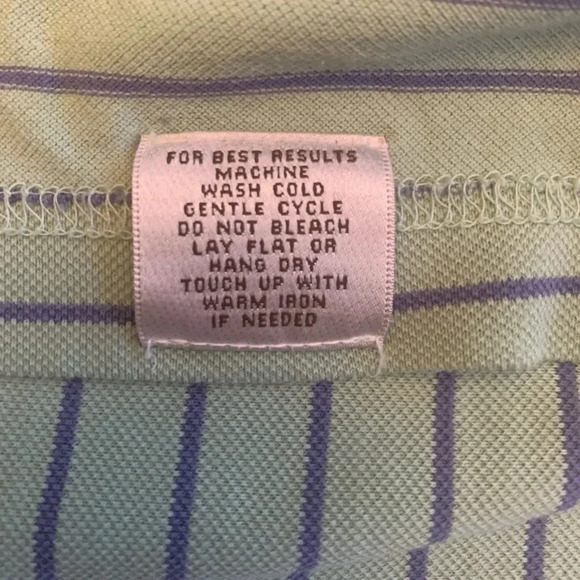 FOR BEST RESULTS
MACHINE
WASH COLD
GENTLE CYCLE
DO NOT BLEACH
LAY FLAT OR
HANG DRY
TOUCH UP WITH
WARM IRON
IF NEEDED